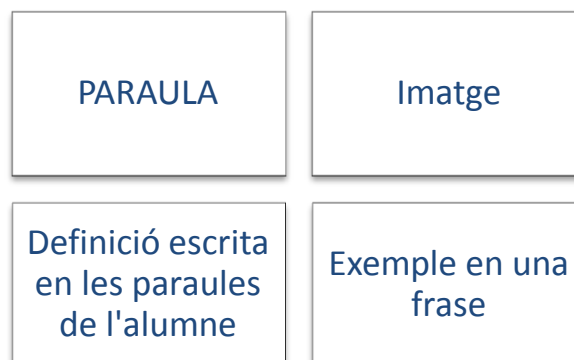 PARAULA
Imatge
Definició escrita
en les paraules
de l'alumne
Exemple en una
frase